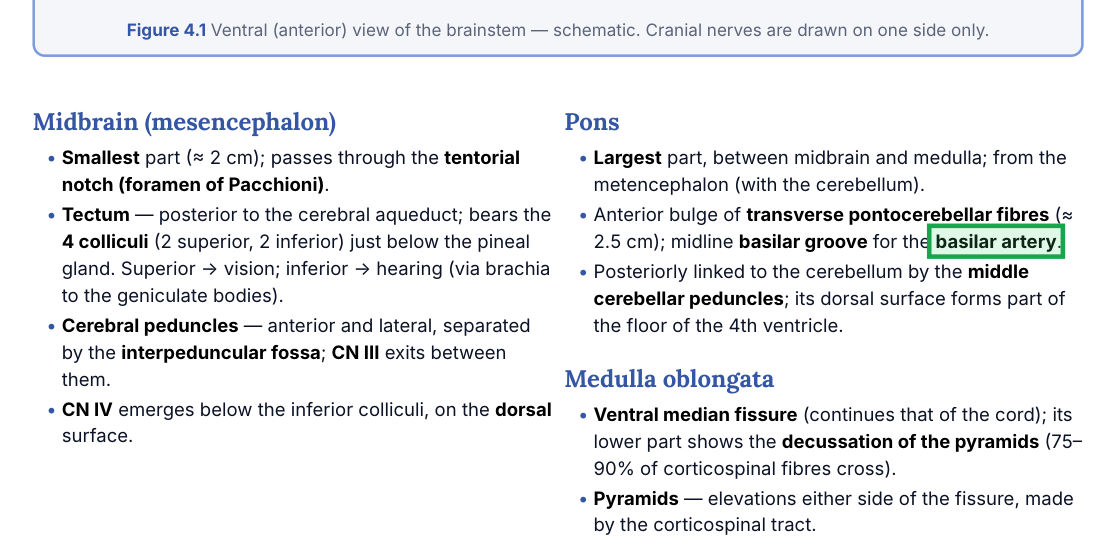 Figure 4.1 Ventral (anterior) view of the brainstem — schematic. Cranial nerves are drawn on one side only.
Midbrain (mesencephalon)
• Smallest part (≈ 2 cm); passes through the tentorial
notch (foramen of Pacchioni).
• Tectum — posterior to the cerebral aqueduct; bears the
4 colliculi (2 superior, 2 inferior) just below the pineal
gland. Superior → vision; inferior → hearing (via brachia
to the geniculate bodies).
• Cerebral peduncles — anterior and lateral, separated
by the interpeduncular fossa; CN III exits between
them.
• CN IV emerges below the inferior colliculi, on the dorsal
surface.
Pons
• Largest part, between midbrain and medulla; from the
metencephalon (with the cerebellum).
• Anterior bulge of transverse pontocerebellar fibres (≈
2.5 cm); midline basilar groove for the basilar artery.
• Posteriorly linked to the cerebellum by the middle
cerebellar peduncles; its dorsal surface forms part of
the floor of the 4th ventricle.
Medulla oblongata
• Ventral median fissure (continues that of the cord); its
lower part shows the decussation of the pyramids (75–
90% of corticospinal fibres cross).
• Pyramids — elevations either side of the fissure, made
by the corticospinal tract.